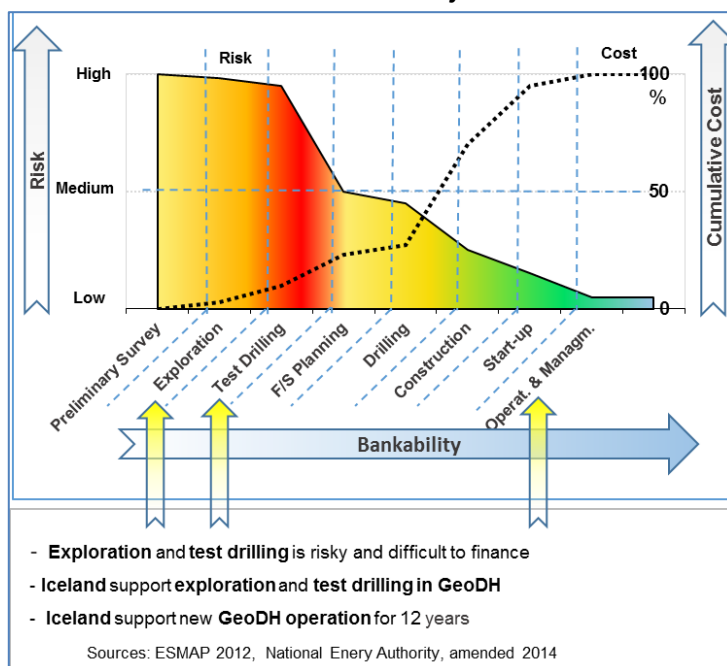 Risk
Cost
High
100
%
Risk
Cumulative Cost
Medium
50
Low
0
Preliminary Survey
Exploration
Test Drilling
F/S Planning
Drilling
Construction
Start-up
Operat. & Managm.
Bankability
- Exploration and test drilling is risky and difficult to finance
- Iceland support exploration and test drilling in GeoDH
- Iceland support new GeoDH operation for 12 years
Sources: ESMAP 2012, National Enery Authority, amended 2014